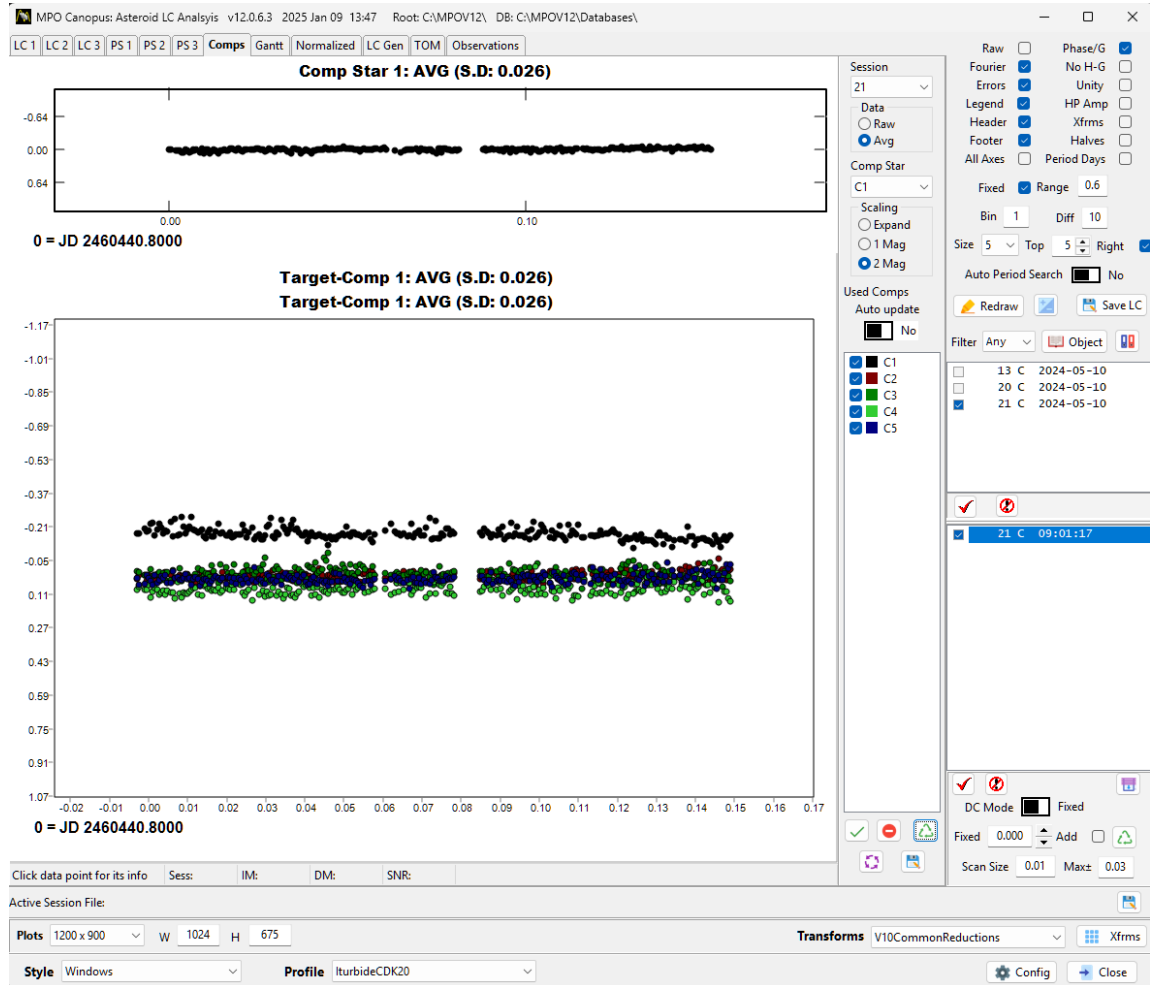 MPO Canopus: Asteroid LC Analsyis v12.0.6.3 2025 Jan 09 13:47 Root: C:\MPOV12\ DB: C:\MPOV12\Databases\
LC 1 LC 2 LC 3 PS 1 PS 2 PS 3 Comps Gantt Normalized LC Gen TOM Observations
Comp Star 1: AVG (S.D: 0.026)
-0.64
0.00
0.64
0.00 0.10
0 = JD 2460440.8000
Target-Comp 1: AVG (S.D: 0.026)
Target-Comp 1: AVG (S.D: 0.026)
-1.17
-1.01
-0.85
-0.69
-0.53
-0.37
-0.21
-0.05
0.11
0.27
0.43
0.59
0.75
0.91
1.07
-0.02 -0.01 0.00 0.01 0.02 0.03 0.04 0.05 0.06 0.07 0.08 0.09 0.10 0.11 0.12 0.13 0.14 0.15 0.16 0.17
0 = JD 2460440.8000
Click data point for its info Sess: IM: DM: SNR:
Session
21
Data
Raw
Avg
Comp Star
C1
Scaling
Expand
1 Mag
2 Mag
Used Comps
Auto update
No
C1
C2
C3
C4
C5
Raw Phase/G
Fourier No H-G
Errors Unity
Legend HP Amp
Header Xfrms
Footer Halves
All Axes Period Days
Fixed Range 0.6
Bin 1 Diff 10
Size 5 Top 5 Right
Auto Period Search No
Redraw Save LC
Filter Any Object
13 C 2024-05-10
20 C 2024-05-10
21 C 2024-05-10
21 C 09:01:17
DC Mode Fixed
Fixed 0.000 Add
Scan Size 0.01 Max± 0.03
Active Session File:
Plots 1200 x 900 W 1024 H 675 Transforms V10CommonReductions Xfrms
Style Windows Profile IturbideCDK20 Config Close